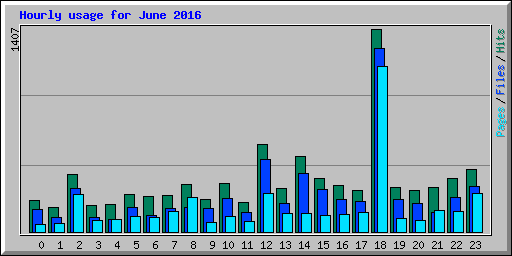 Hourly usage for June 2016
1407
Pages / Files / Hits
0 1 2 3 4 5 6 7 8 9 10 11 12 13 14 15 16 17 18 19 20 21 22 23